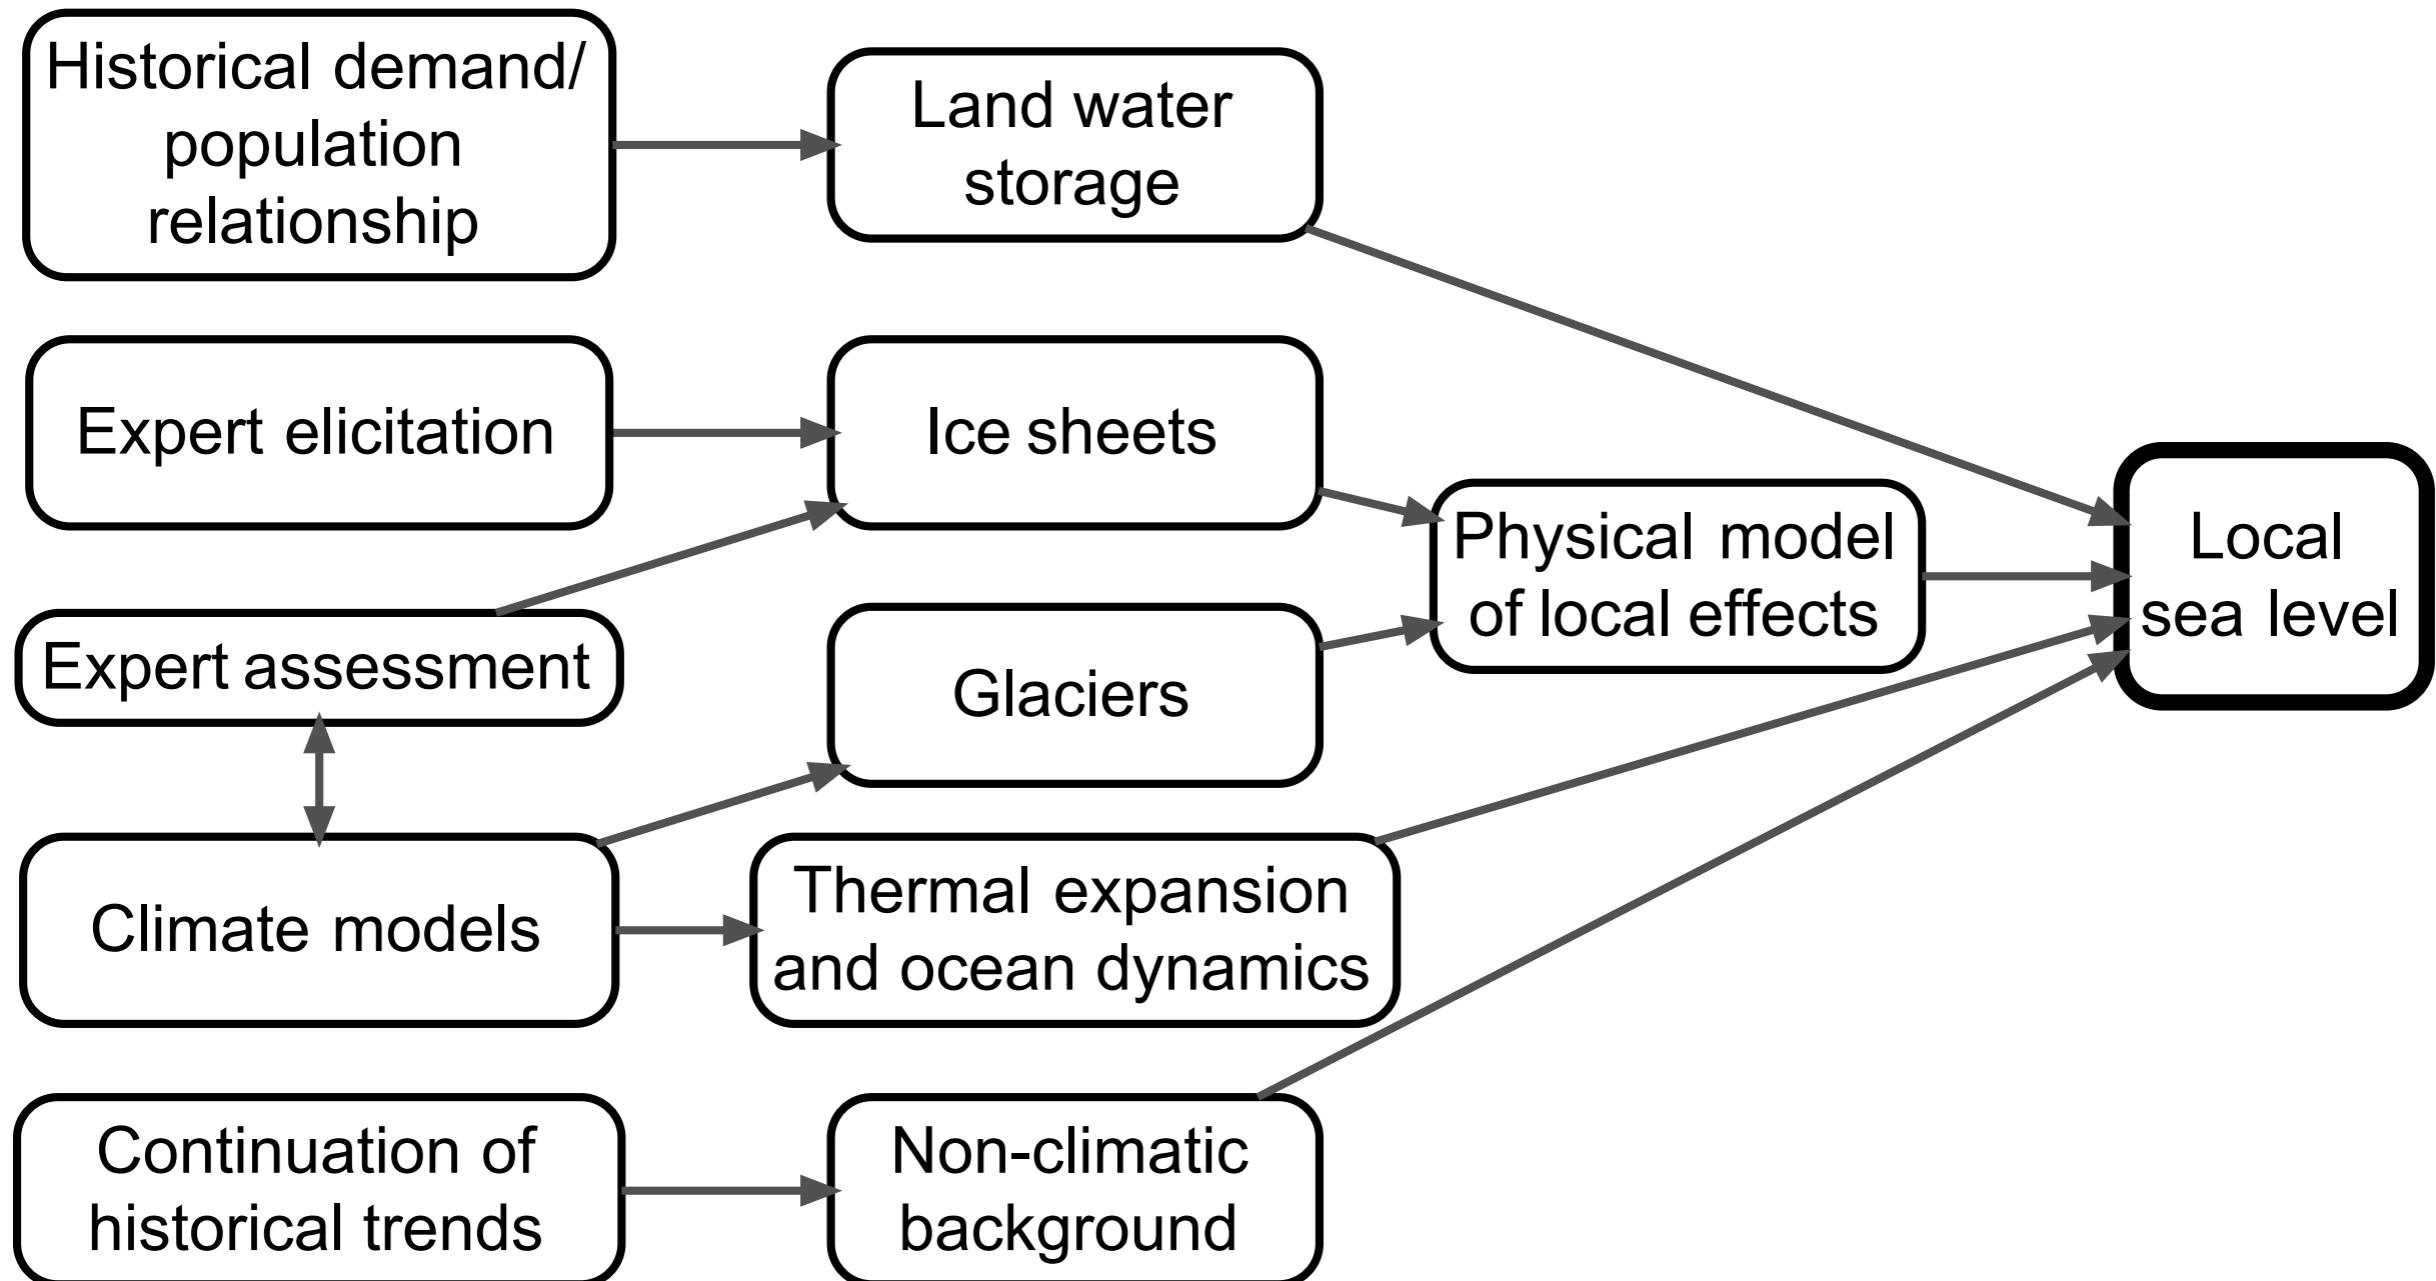 Historical demand/
population
relationship
Land water
storage
Expert elicitation
Ice sheets
Physical model
of local effects
Local
sea level
Expert assessment
Glaciers
Climate models
Thermal expansion
and ocean dynamics
Continuation of
historical trends
Non-climatic
background